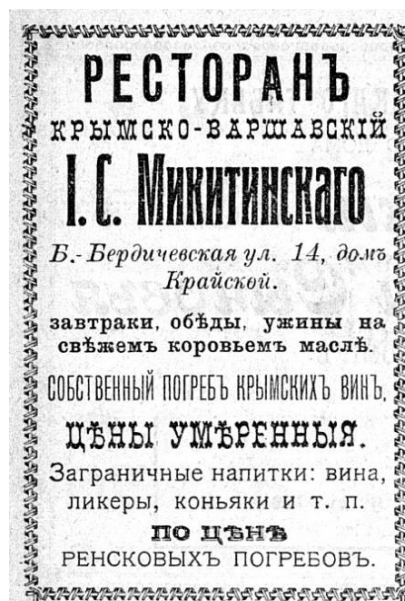 РЕСТОРАНЪ
КРЫМСКО-ВАРШАВСКІЙ
І. С. Микитинскаго
Б.-Бердичевская ул. 14, домъ
Крайской.
завтраки, обѣды, ужины на
свѣжемъ коровьемъ маслѣ.
СОБСТВЕННЫЙ ПОГРЕБЪ КРЫМСКИХЪ ВИНЪ,
ЦѢНЫ УМѢРЕННЫЯ.
Заграничные напитки: вина,
ликеры, коньяки и т. п.
ПО ЦѢНѢ
РЕНСКОВЫХЪ ПОГРЕБОВЪ.